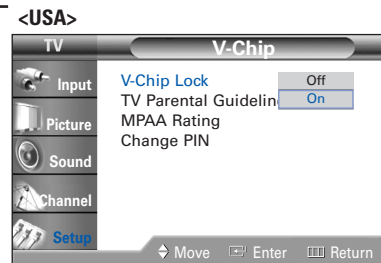 <USA>
TV V-Chip
Input
Picture
Sound
Channel
Setup
V-Chip Lock Off
TV Parental Guidelin On
MPAA Rating
Change PIN
Move Enter Return